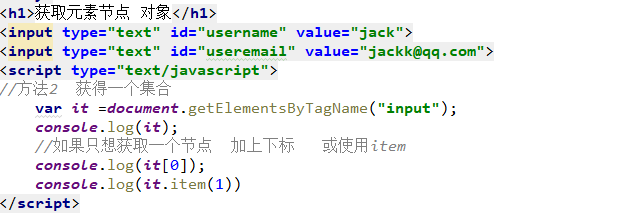 <h1>获取元素节点 对象</h1>
<input type="text" id="username" value="jack">
<input type="text" id="useremail" value="jackk@qq.com">
<script type="text/javascript">
//方法2  获得一个集合
    var it =document.getElementsByTagName("input");
    console.log(it);
    //如果只想获取一个节点  加上下标   或使用item
    console.log(it[0]);
    console.log(it.item(1))
</script>